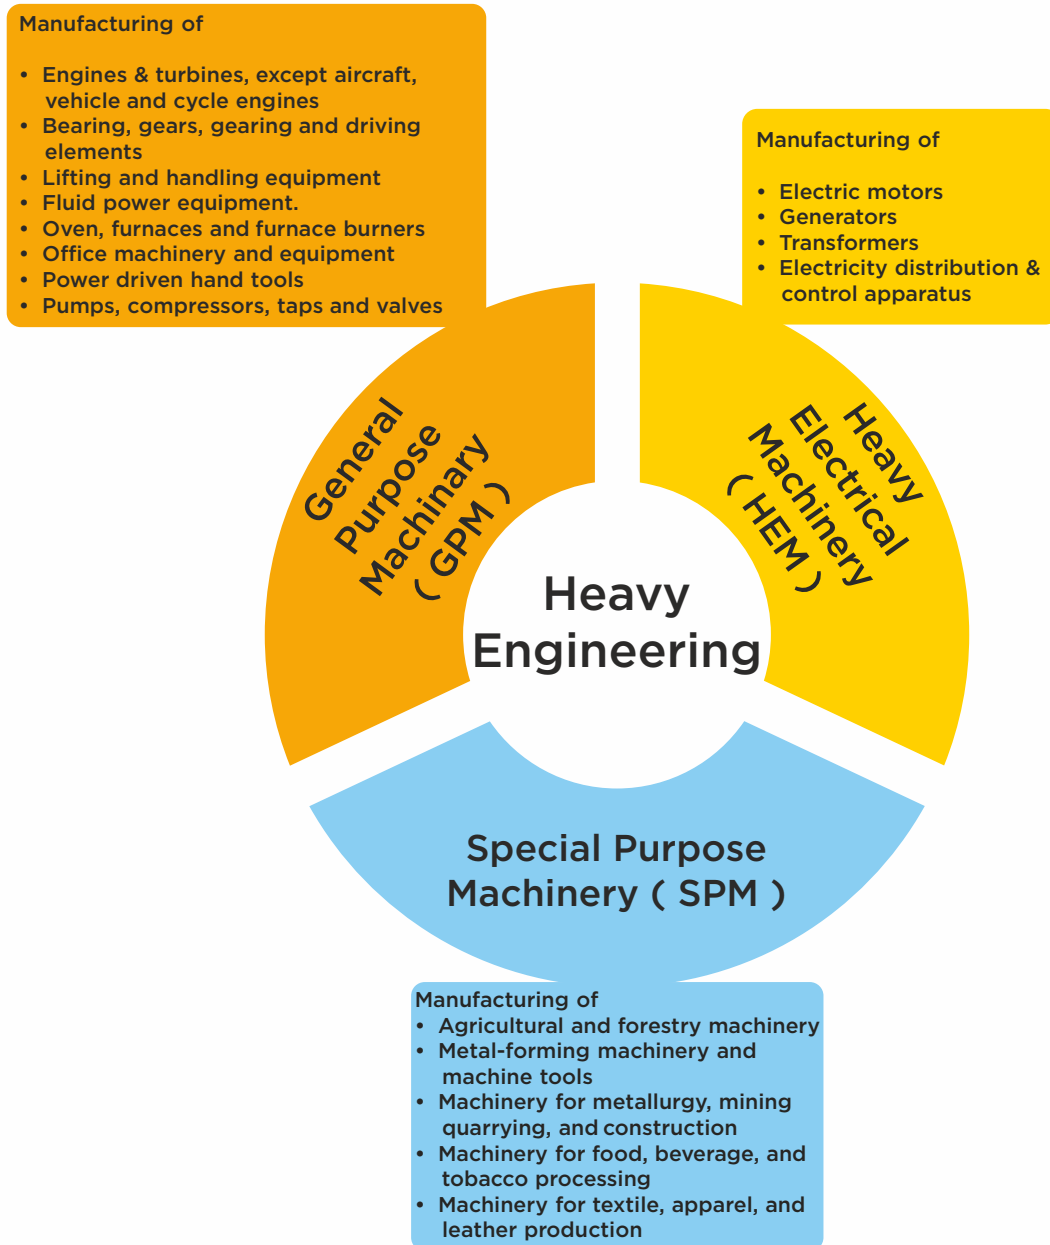 Manufacturing of
• Engines & turbines, except aircraft,
vehicle and cycle engines
• Bearing, gears, gearing and driving
elements
• Lifting and handling equipment
• Fluid power equipment.
• Oven, furnaces and furnace burners
• Office machinery and equipment
• Power driven hand tools
• Pumps, compressors, taps and valves
Manufacturing of
• Electric motors
• Generators
• Transformers
• Electricity distribution &
control apparatus
General
Purpose
Machinary
( GPM )
Heavy
Electrical
Machinery
( HEM )
Heavy
Engineering
Special Purpose
Machinery ( SPM )
Manufacturing of
• Agricultural and forestry machinery
• Metal-forming machinery and
machine tools
• Machinery for metallurgy, mining
quarrying, and construction
• Machinery for food, beverage, and
tobacco processing
• Machinery for textile, apparel, and
leather production